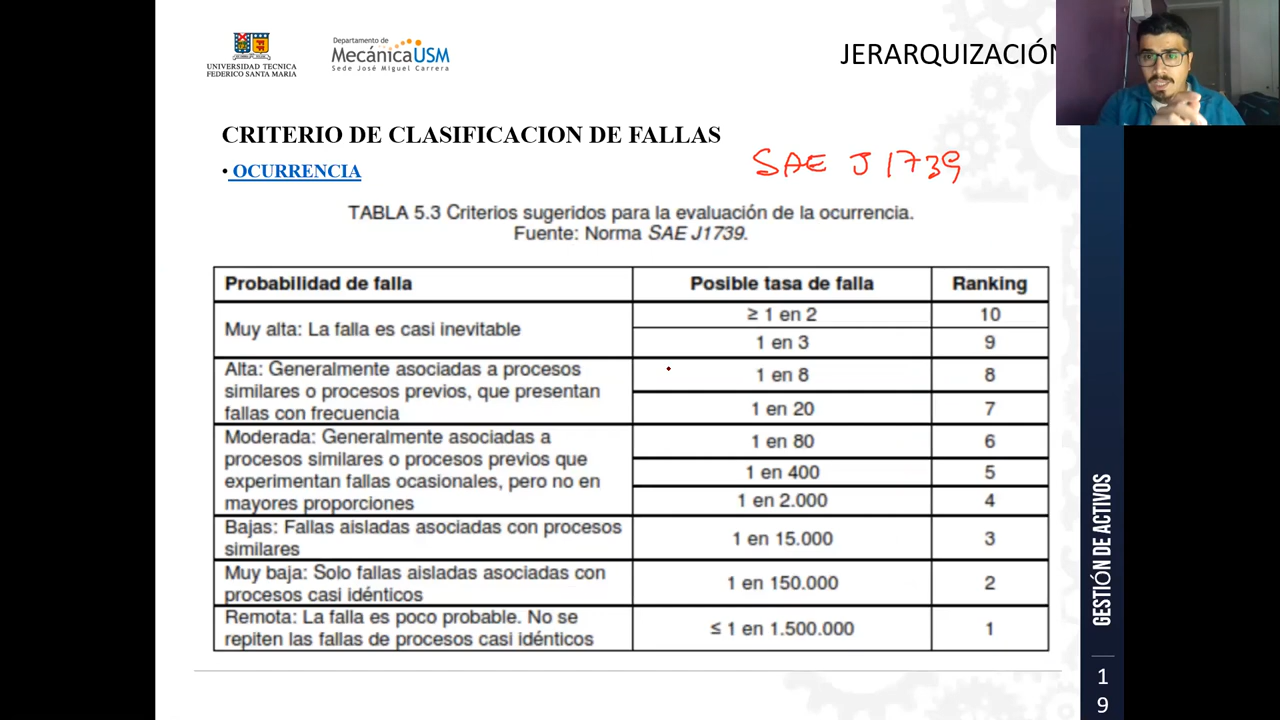 UNIVERSIDAD TECNICA
FEDERICO SANTA MARIA
Departamento de
MecánicaUSM
Sede José Miguel Carrera
JERARQUIZACIÓN
CRITERIO DE CLASIFICACION DE FALLAS
• OCURRENCIA
SAE J1739
TABLA 5.3 Criterios sugeridos para la evaluación de la ocurrencia.
Fuente: Norma SAE J1739.
Probabilidad de falla Posible tasa de falla Ranking
Muy alta: La falla es casi inevitable
≥ 1 en 2 10
1 en 3 9
Alta: Generalmente asociadas a procesos
similares o procesos previos, que presentan
fallas con frecuencia
1 en 8 8
1 en 20 7
Moderada: Generalmente asociadas a
procesos similares o procesos previos que
experimentan fallas ocasionales, pero no en
mayores proporciones
1 en 80 6
1 en 400 5
1 en 2.000 4
Bajas: Fallas aisladas asociadas con procesos
similares
1 en 15.000 3
Muy baja: Solo fallas aisladas asociadas con
procesos casi idénticos
1 en 150.000 2
Remota: La falla es poco probable. No se
repiten las fallas de procesos casi idénticos
≤ 1 en 1.500.000 1
GESTIÓN DE ACTIVOS
1
9